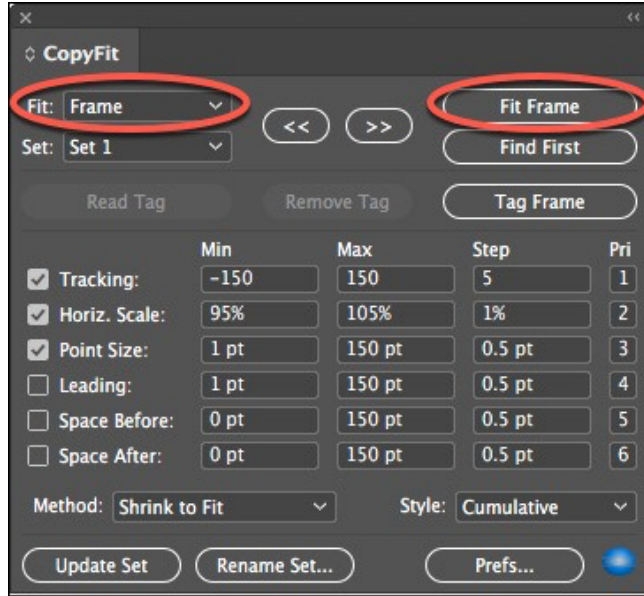 CopyFit
Fit: Frame << >> Fit Frame
Set: Set 1 Find First
Read Tag Remove Tag Tag Frame
Min Max Step Pri
Tracking: -150 150 5 1
Horiz. Scale: 95% 105% 1% 2
Point Size: 1 pt 150 pt 0.5 pt 3
Leading: 1 pt 150 pt 0.5 pt 4
Space Before: 0 pt 150 pt 0.5 pt 5
Space After: 0 pt 150 pt 0.5 pt 6
Method: Shrink to Fit Style: Cumulative
Update Set Rename Set... Prefs...